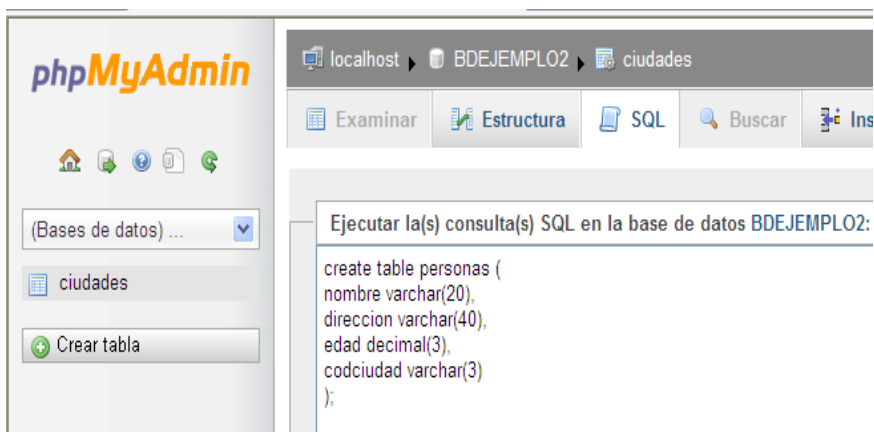 phpMyAdmin
(Bases de datos) ...
ciudades
Crear tabla
localhost BDEJEMPLO2 ciudades
Examinar Estructura SQL Buscar Ins
Ejecutar la(s) consulta(s) SQL en la base de datos BDEJEMPLO2:
create table personas (
nombre varchar(20),
direccion varchar(40),
edad decimal(3),
codciudad varchar(3)
);